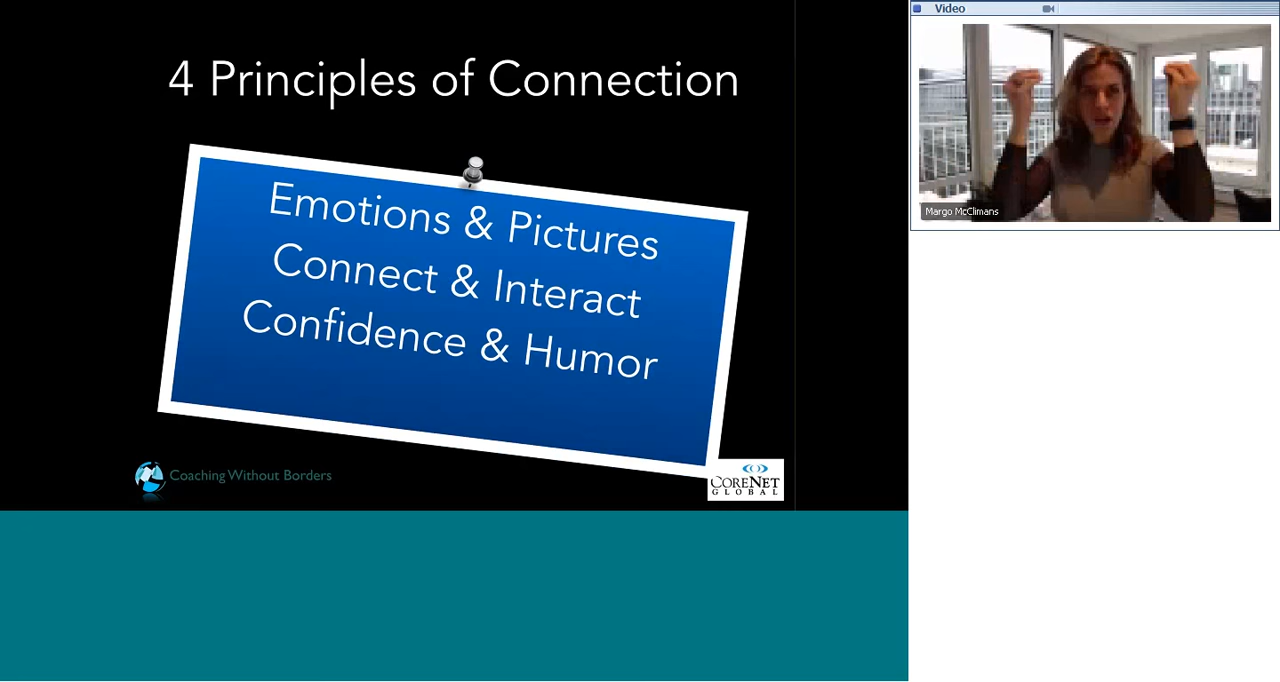 Video
4 Principles of Connection
Emotions & Pictures
Connect & Interact
Confidence & Humor
Margo McClimans
Coaching Without Borders
CORENET
GLOBAL